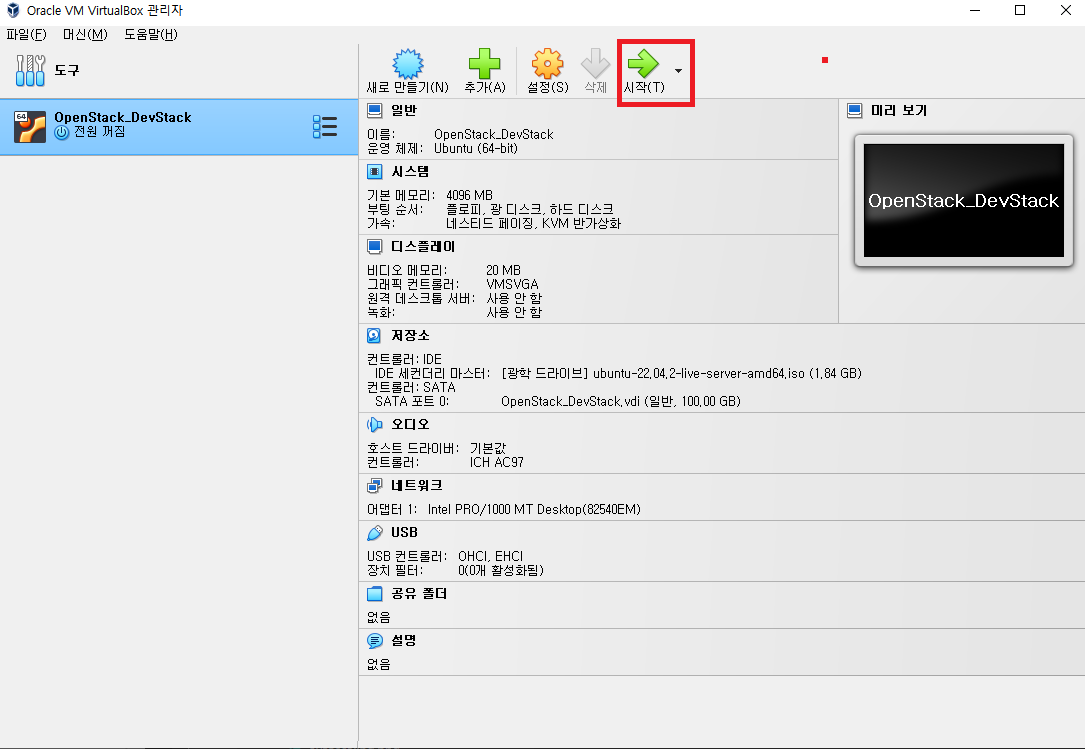 Oracle VM VirtualBox 관리자
파일(F) 머신(M) 도움말(H)
도구
새로 만들기(N) 추가(A) 설정(S) 삭제 시작(T)
64
OpenStack_DevStack
전원 꺼짐
일반
이름: OpenStack_DevStack
운영 체제: Ubuntu (64-bit)
시스템
기본 메모리: 4096 MB
부팅 순서: 플로피, 광 디스크, 하드 디스크
가속: 네스티드 페이징, KVM 반가상화
디스플레이
비디오 메모리: 20 MB
그래픽 컨트롤러: VMSVGA
원격 데스크톱 서버: 사용 안 함
녹화: 사용 안 함
미리 보기
OpenStack_DevStack
저장소
컨트롤러: IDE
IDE 세컨더리 마스터: [광학 드라이브] ubuntu-22.04.2-live-server-amd64.iso (1.84 GB)
컨트롤러: SATA
SATA 포트 0: OpenStack_DevStack.vdi (일반, 100.00 GB)
오디오
호스트 드라이버: 기본값
컨트롤러: ICH AC97
네트워크
어댑터 1: Intel PRO/1000 MT Desktop(82540EM)
USB
USB 컨트롤러: OHCI, EHCI
장치 필터: 0(0개 활성화됨)
공유 폴더
없음
설명
없음